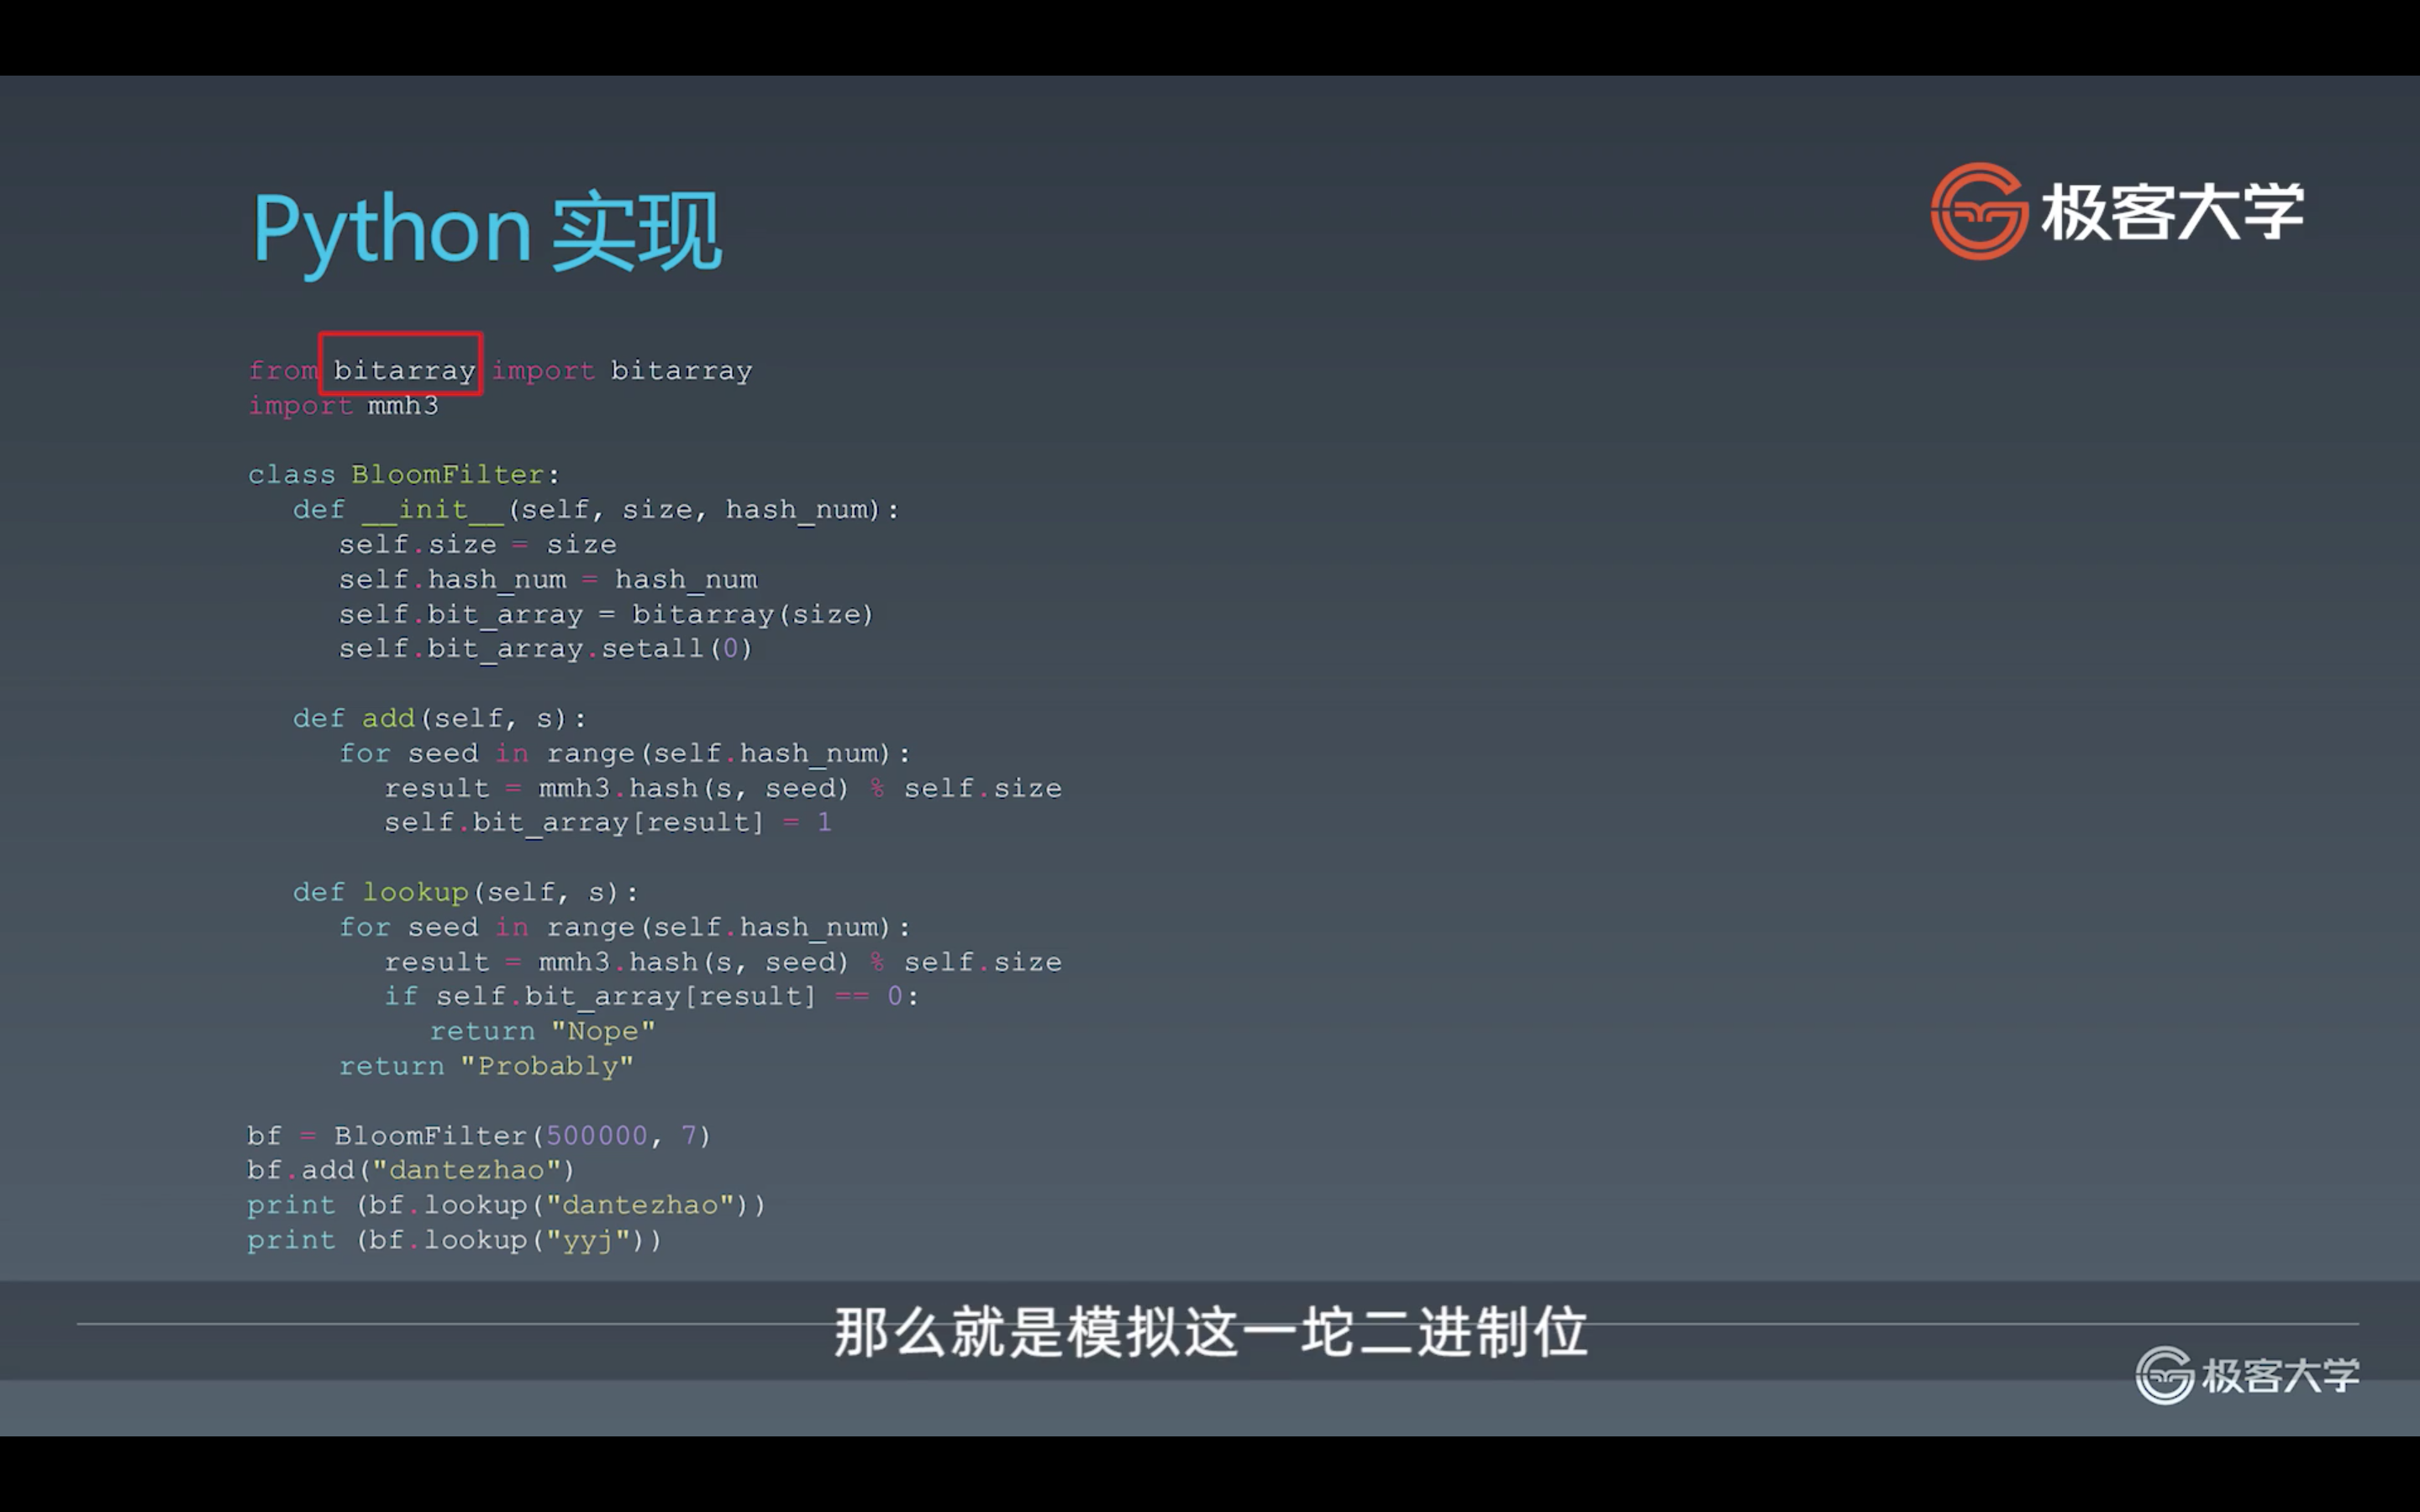 Python 实现
极客大学
from bitarray import bitarray
import mmh3
class BloomFilter:
def __init__(self, size, hash_num):
self.size = size
self.hash_num = hash_num
self.bit_array = bitarray(size)
self.bit_array.setall(0)
def add(self, s):
for seed in range(self.hash_num):
result = mmh3.hash(s, seed) % self.size
self.bit_array[result] = 1
def lookup(self, s):
for seed in range(self.hash_num):
result = mmh3.hash(s, seed) % self.size
if self.bit_array[result] == 0:
return "Nope"
return "Probably"
bf = BloomFilter(500000, 7)
bf.add("dantezhao")
print (bf.lookup("dantezhao"))
print (bf.lookup("yyj"))
那么就是模拟这一坨二进制位
极客大学